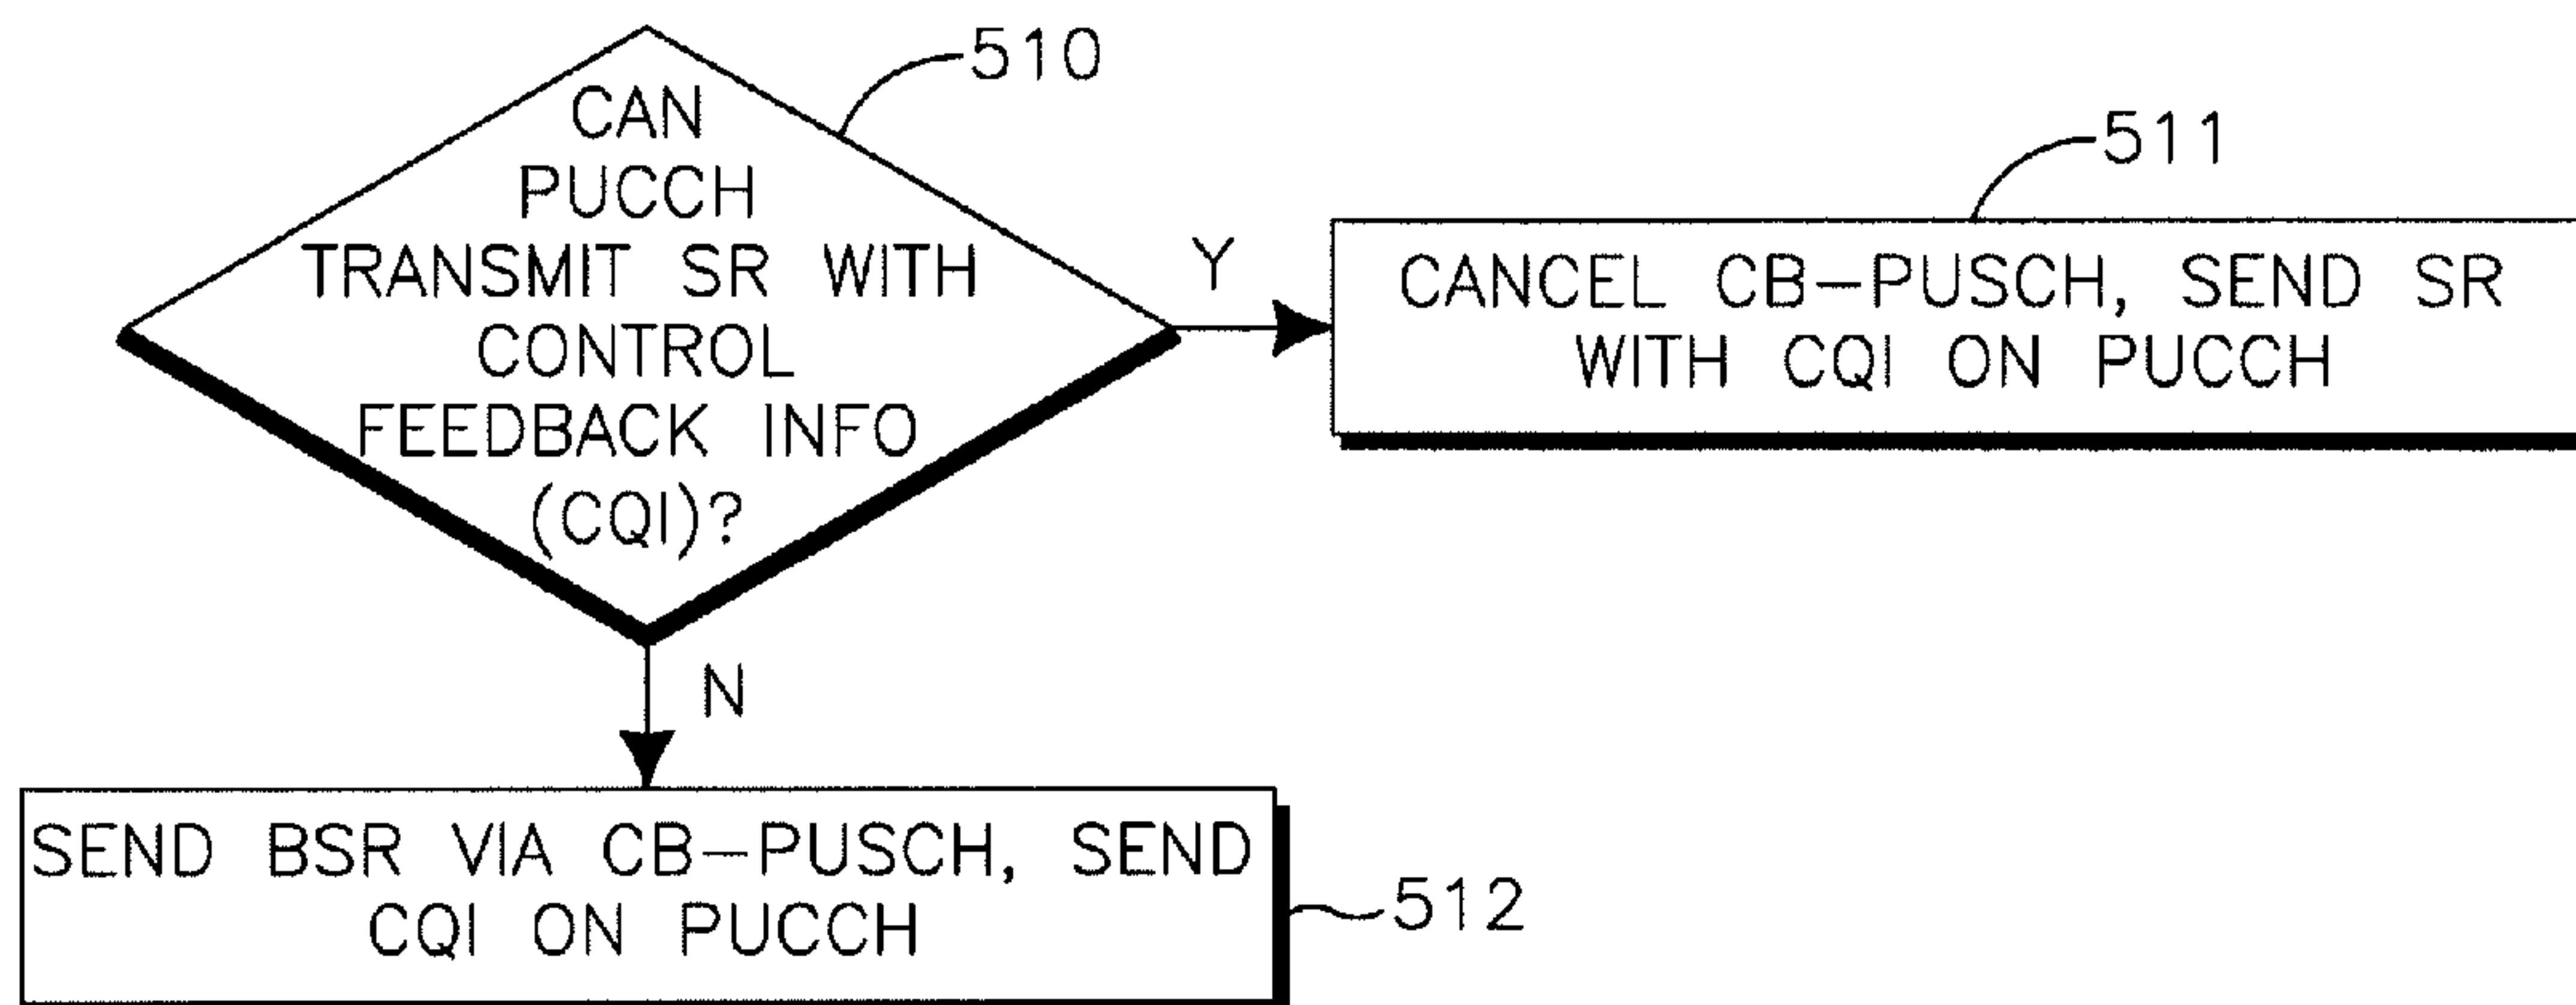 510
CAN
PUCCH
TRANSMIT SR WITH
CONTROL
FEEDBACK INFO
(CQI)?
Y
511
CANCEL CB-PUSCH, SEND SR
WITH CQI ON PUCCH
N
SEND BSR VIA CB-PUSCH, SEND
CQI ON PUCCH
512